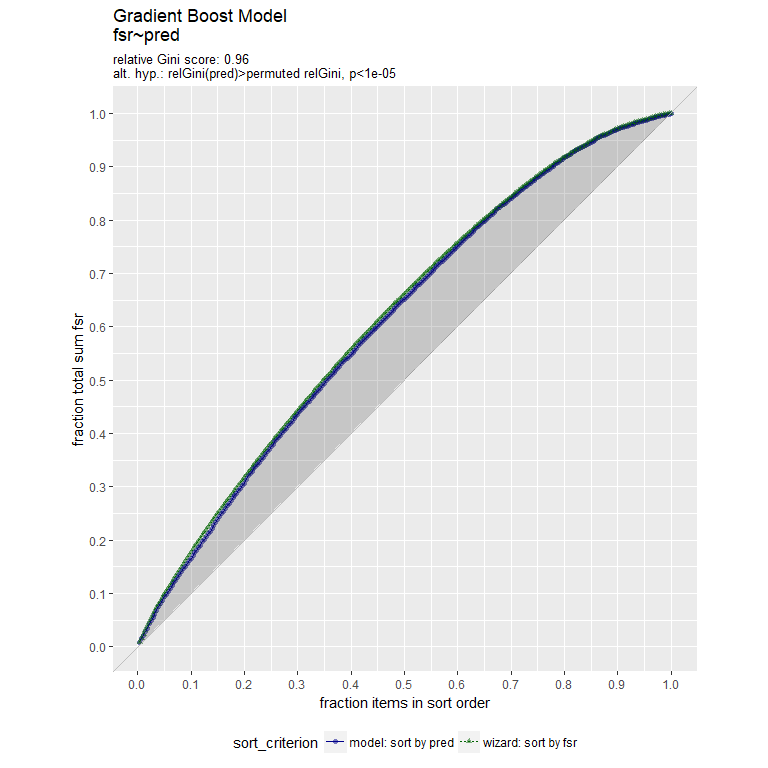 Gradient Boost Model
fsr~pred
relative Gini score: 0.96
alt. hyp.: relGini(pred)>permuted relGini, p<1e-05
fraction total sum fsr
1.0
0.9
0.8
0.7
0.6
0.5
0.4
0.3
0.2
0.1
0.0
0.0 0.1 0.2 0.3 0.4 0.5 0.6 0.7 0.8 0.9 1.0
fraction items in sort order
sort_criterion model: sort by pred wizard: sort by fsr